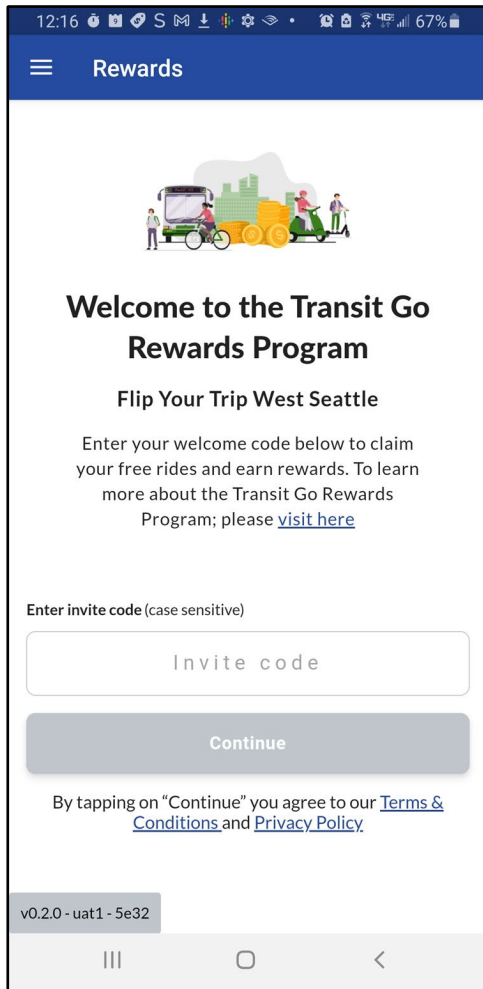 12:16
67%
Rewards
Welcome to the Transit Go
Rewards Program
Flip Your Trip West Seattle
Enter your welcome code below to claim
your free rides and earn rewards. To learn
more about the Transit Go Rewards
Program; please visit here
Enter invite code (case sensitive)
Invite code
Continue
By tapping on “Continue” you agree to our Terms &
Conditions and Privacy Policy
v0.2.0 - uat1 - 5e32